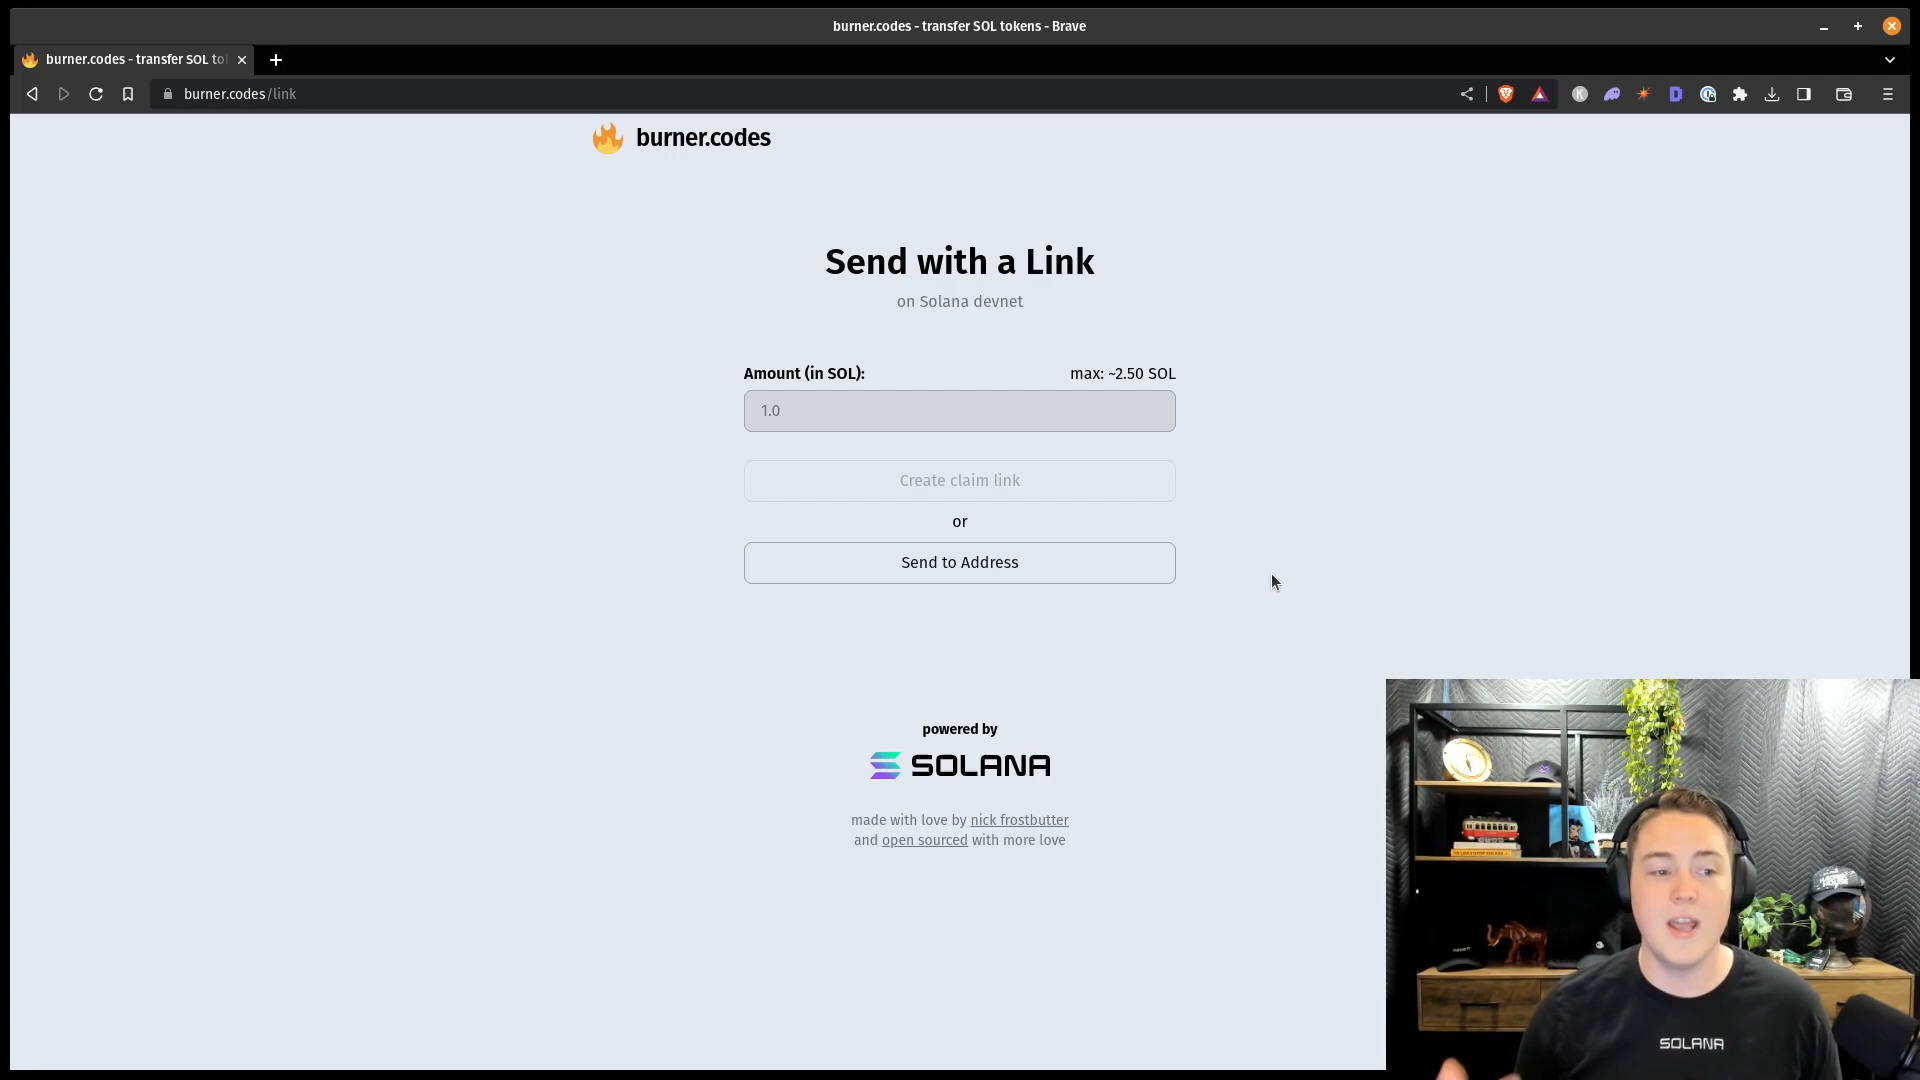 burner.codes - transfer SOL tokens - Brave
burner.codes - transfer SOL to
burner.codes/link
burner.codes
Send with a Link
on Solana devnet
Amount (in SOL): max: ~2.50 SOL
1.0
Create claim link
or
Send to Address
powered by
SOLANA
made with love by nick frostbutter
and open sourced with more love
SOLANA